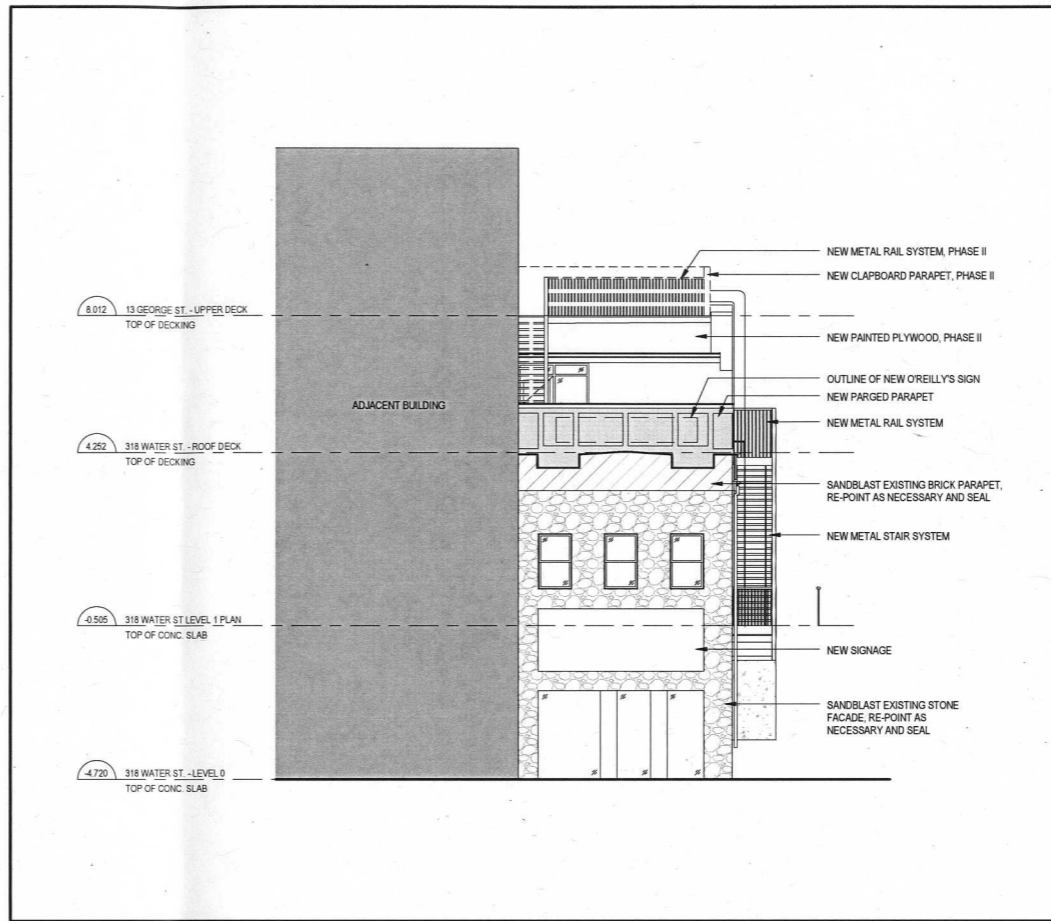 NEW METAL RAIL SYSTEM, PHASE II
NEW CLAPBOARD PARAPET, PHASE II
8.012 13 GEORGE ST. - UPPER DECK
TOP OF DECKING
NEW PAINTED PLYWOOD, PHASE II
OUTLINE OF NEW O'REILLY'S SIGN
NEW PARGED PARAPET
ADJACENT BUILDING
NEW METAL RAIL SYSTEM
4.252 318 WATER ST. - ROOF DECK
TOP OF DECKING
SANDBLAST EXISTING BRICK PARAPET,
RE-POINT AS NECESSARY AND SEAL
NEW METAL STAIR SYSTEM
-0.505 318 WATER ST LEVEL 1 PLAN
TOP OF CONC. SLAB
NEW SIGNAGE
SANDBLAST EXISTING STONE
FACADE, RE-POINT AS
NECESSARY AND SEAL
-4.720 318 WATER ST. - LEVEL 0
TOP OF CONC. SLAB